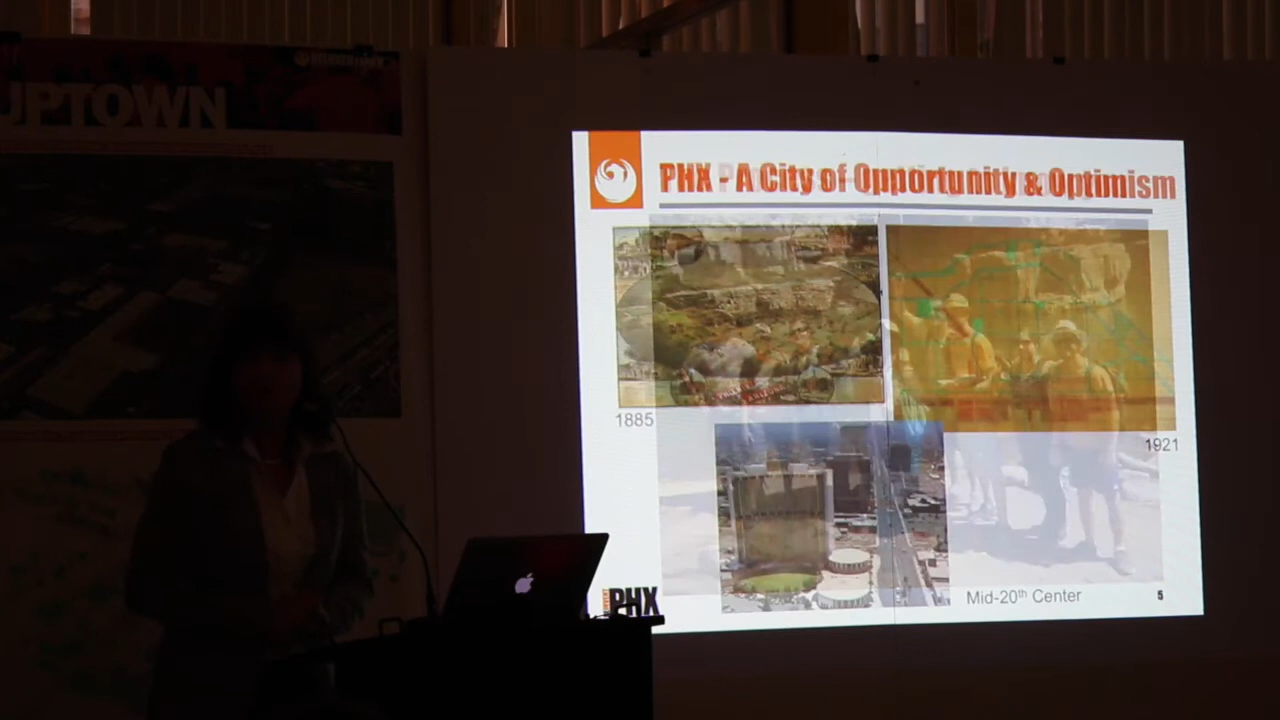 UPTOWN
PHX - A City of Opportunity & Optimism
1885
1921
Mid-20th Center
5
PHX